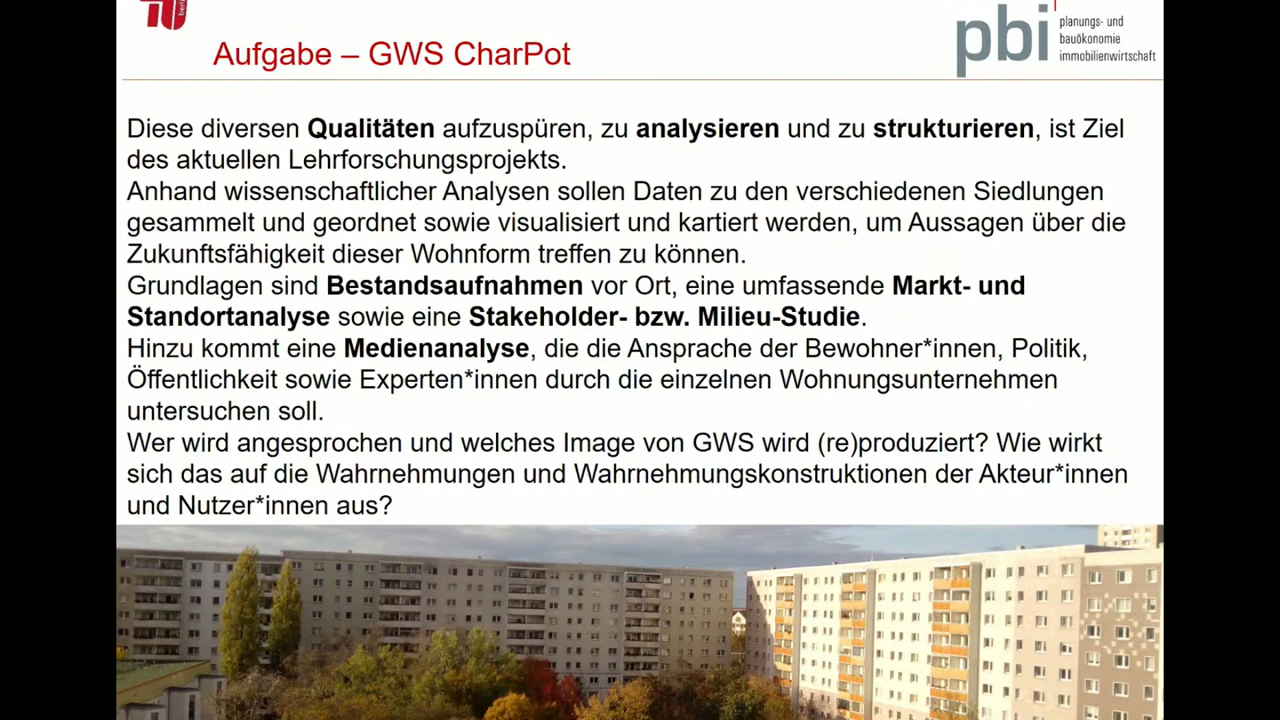 berlin
Aufgabe – GWS CharPot
pbi
planungs- und
bauökonomie
immobilienwirtschaft
Diese diversen Qualitäten aufzuspüren, zu analysieren und zu strukturieren, ist Ziel
des aktuellen Lehrforschungsprojekts.
Anhand wissenschaftlicher Analysen sollen Daten zu den verschiedenen Siedlungen
gesammelt und geordnet sowie visualisiert und kartiert werden, um Aussagen über die
Zukunftsfähigkeit dieser Wohnform treffen zu können.
Grundlagen sind Bestandsaufnahmen vor Ort, eine umfassende Markt- und
Standortanalyse sowie eine Stakeholder- bzw. Milieu-Studie.
Hinzu kommt eine Medienanalyse, die die Ansprache der Bewohner*innen, Politik,
Öffentlichkeit sowie Experten*innen durch die einzelnen Wohnungsunternehmen
untersuchen soll.
Wer wird angesprochen und welches Image von GWS wird (re)produziert? Wie wirkt
sich das auf die Wahrnehmungen und Wahrnehmungskonstruktionen der Akteur*innen
und Nutzer*innen aus?